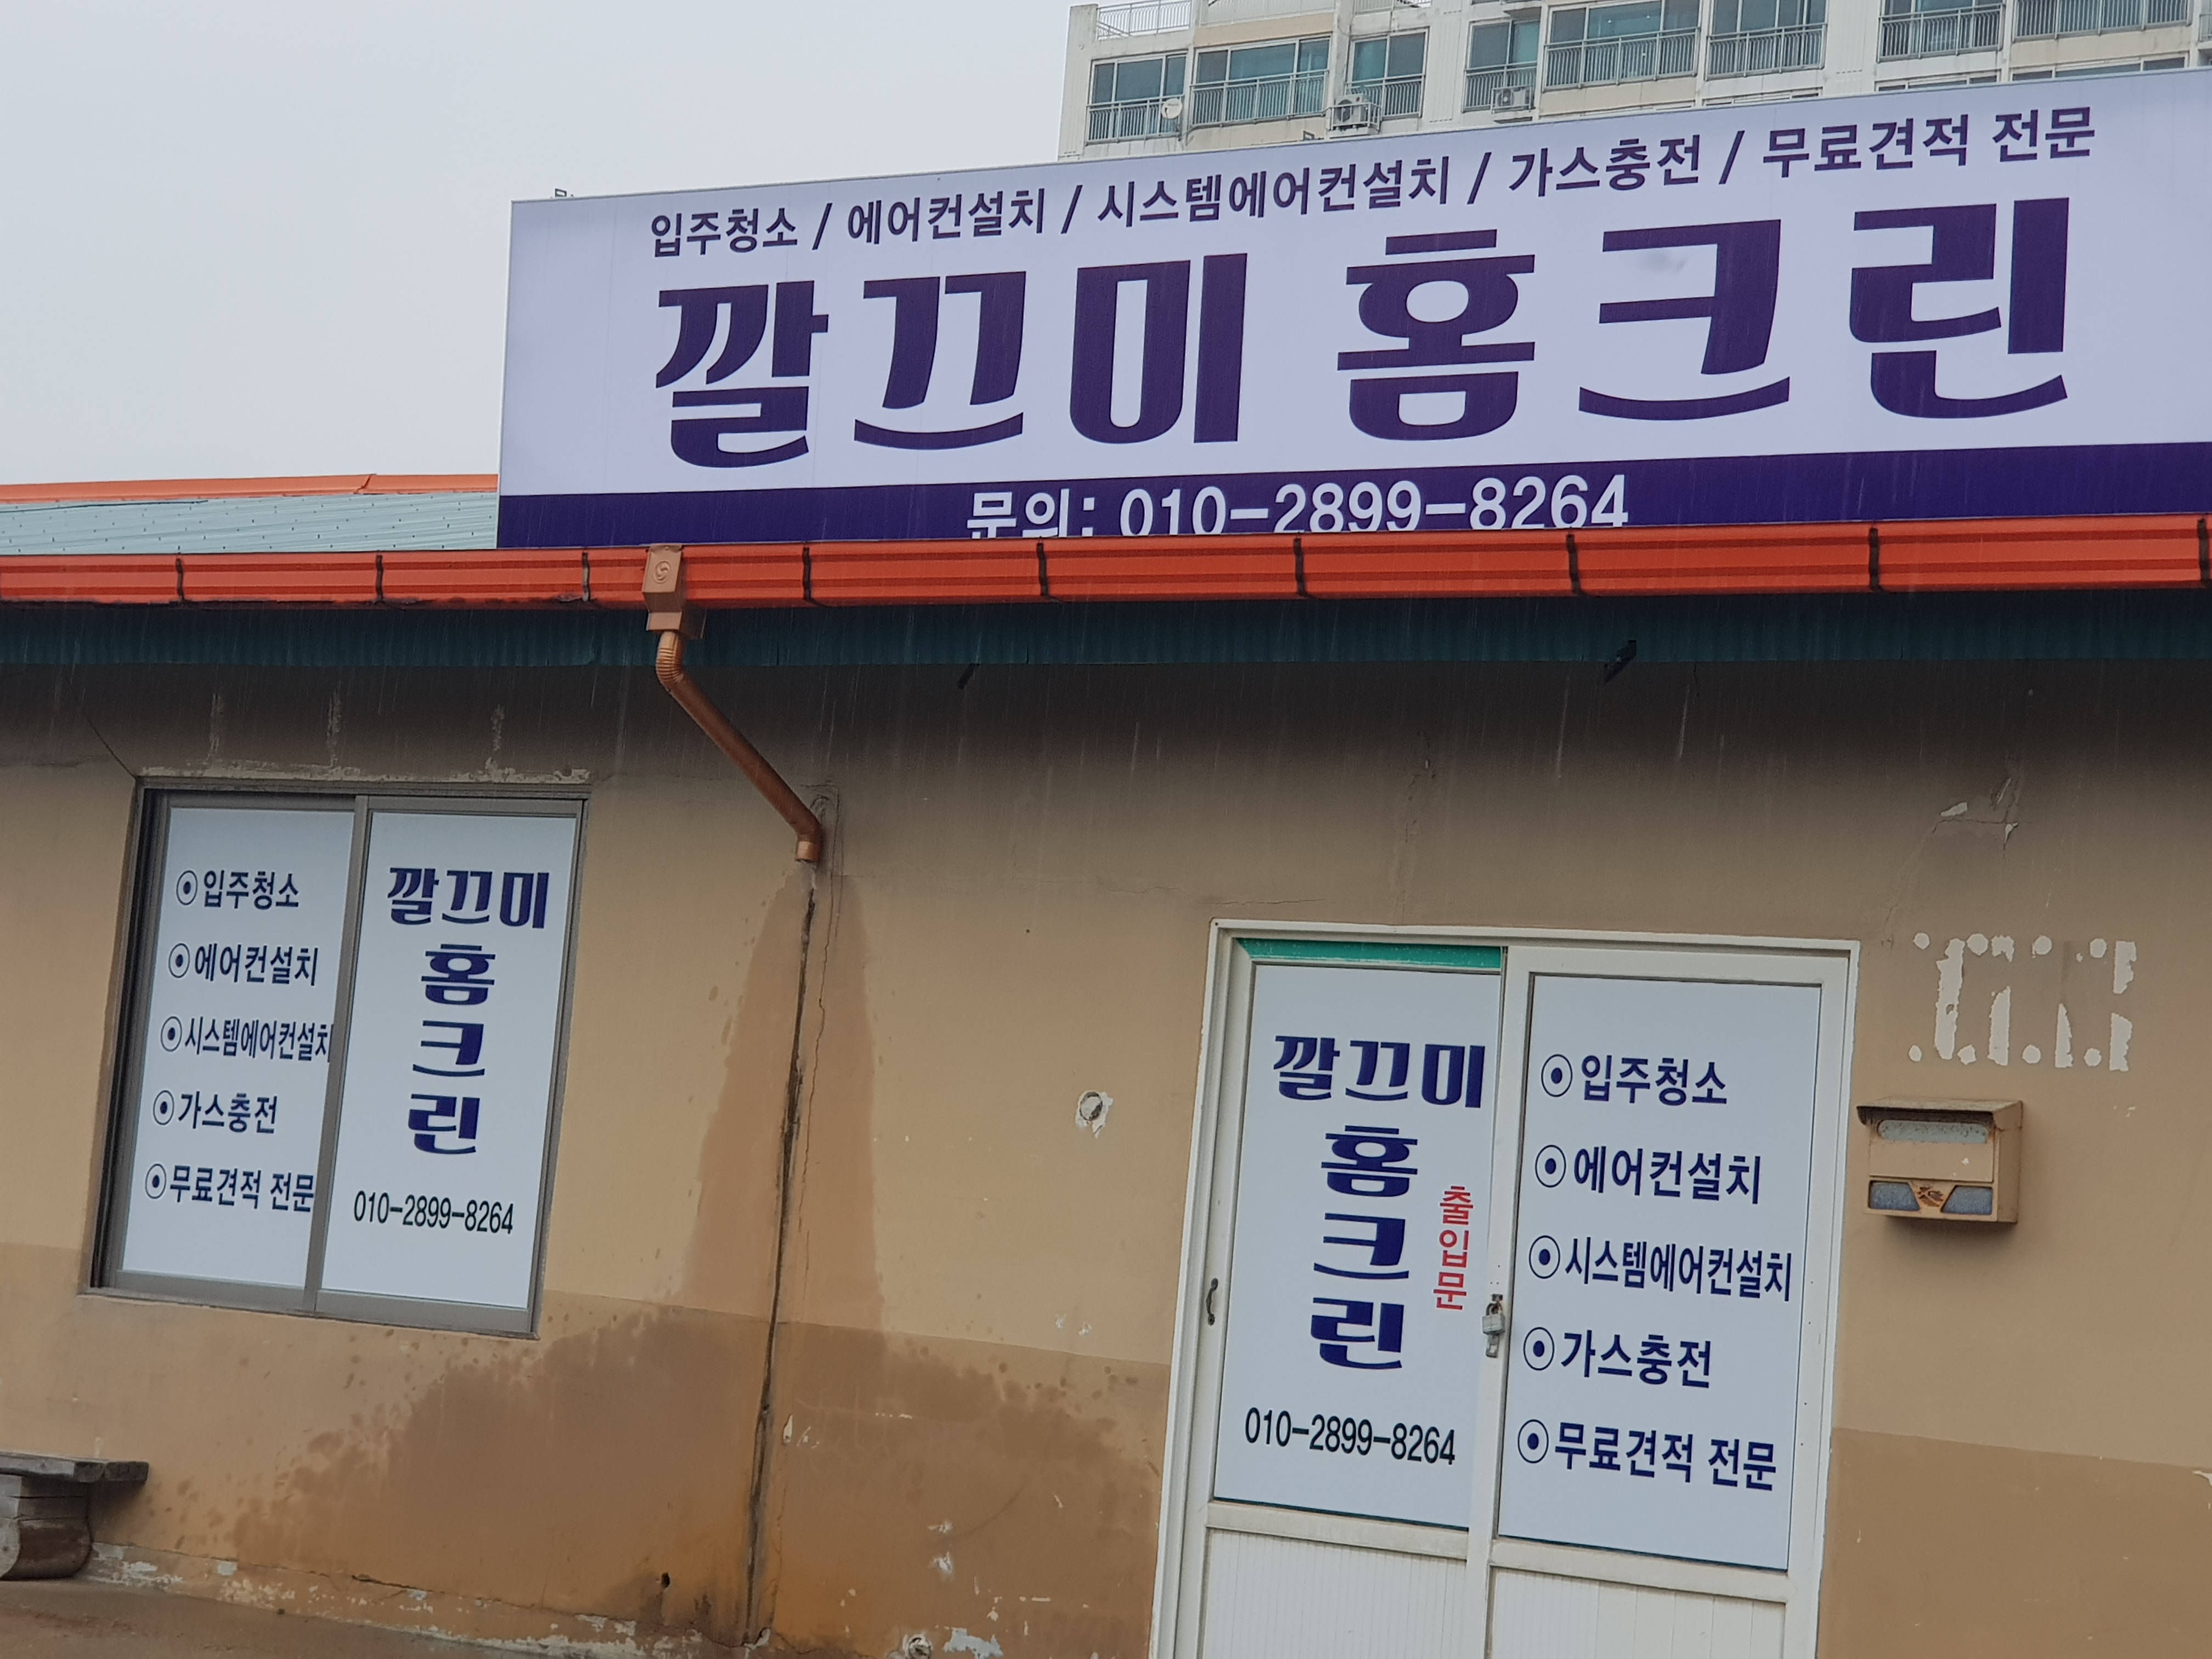 입주청소 / 에어컨설치 / 시스템에어컨설치 / 가스충전 / 무료견적 전문
깔끄미 홈크린
문의: 010-2899-8264
입주청소
에어컨설치
시스템에어컨설치
가스충전
무료견적 전문
깔끄미
홈
크
린
010-2899-8264
깔끄미
홈
크
린
출입문
010-2899-8264
입주청소
에어컨설치
시스템에어컨설치
가스충전
무료견적 전문